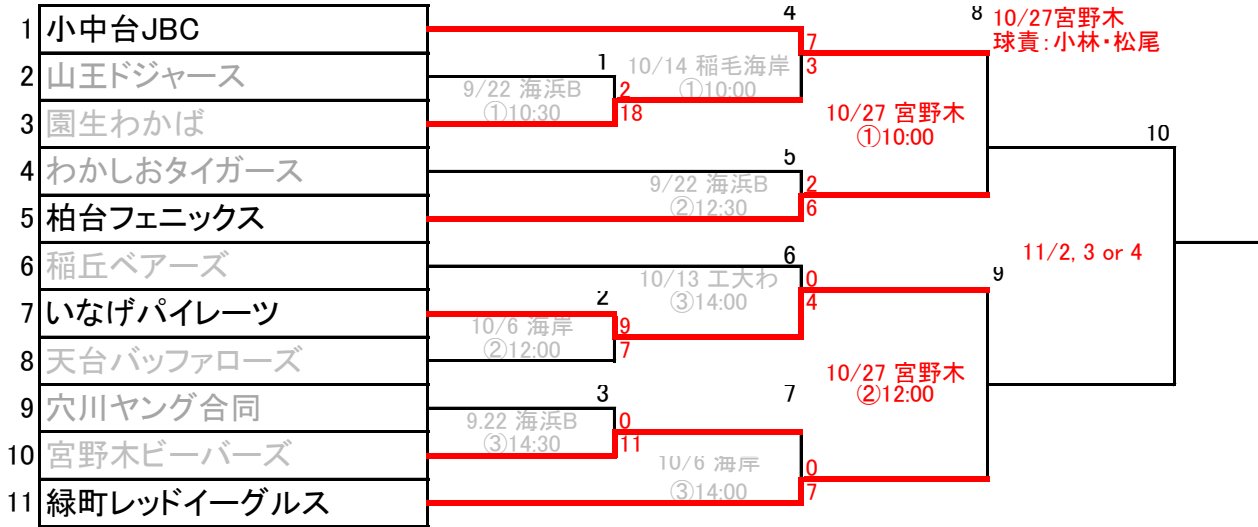 4
8 10/27宮野木
球責:小林・松尾
1 小中台JBC
7
3
2 山王ドジャース
1
10/14 稲毛海岸
①10:00
9/22 海浜B
①10:30
2
18
3 園生わかば
10/27 宮野木
①10:00
10
4 わかしおタイガース
5
9/22 海浜B
②12:30
2
6
5 柏台フェニックス
6 稲丘ベアーズ
6
10/13 工大わ
③14:00
0
4
11/2, 3 or 4
9
7 いなげパイレーツ
2
10/6 海岸
②12:00
9
7
8 天台バッファローズ
10/27 宮野木
②12:00
9 穴川ヤング合同
3
7
9.22 海浜B
③14:30
0
11
10 宮野木ビーバーズ
10/6 海岸
③14:00
0
7
11 緑町レッドイーグルス